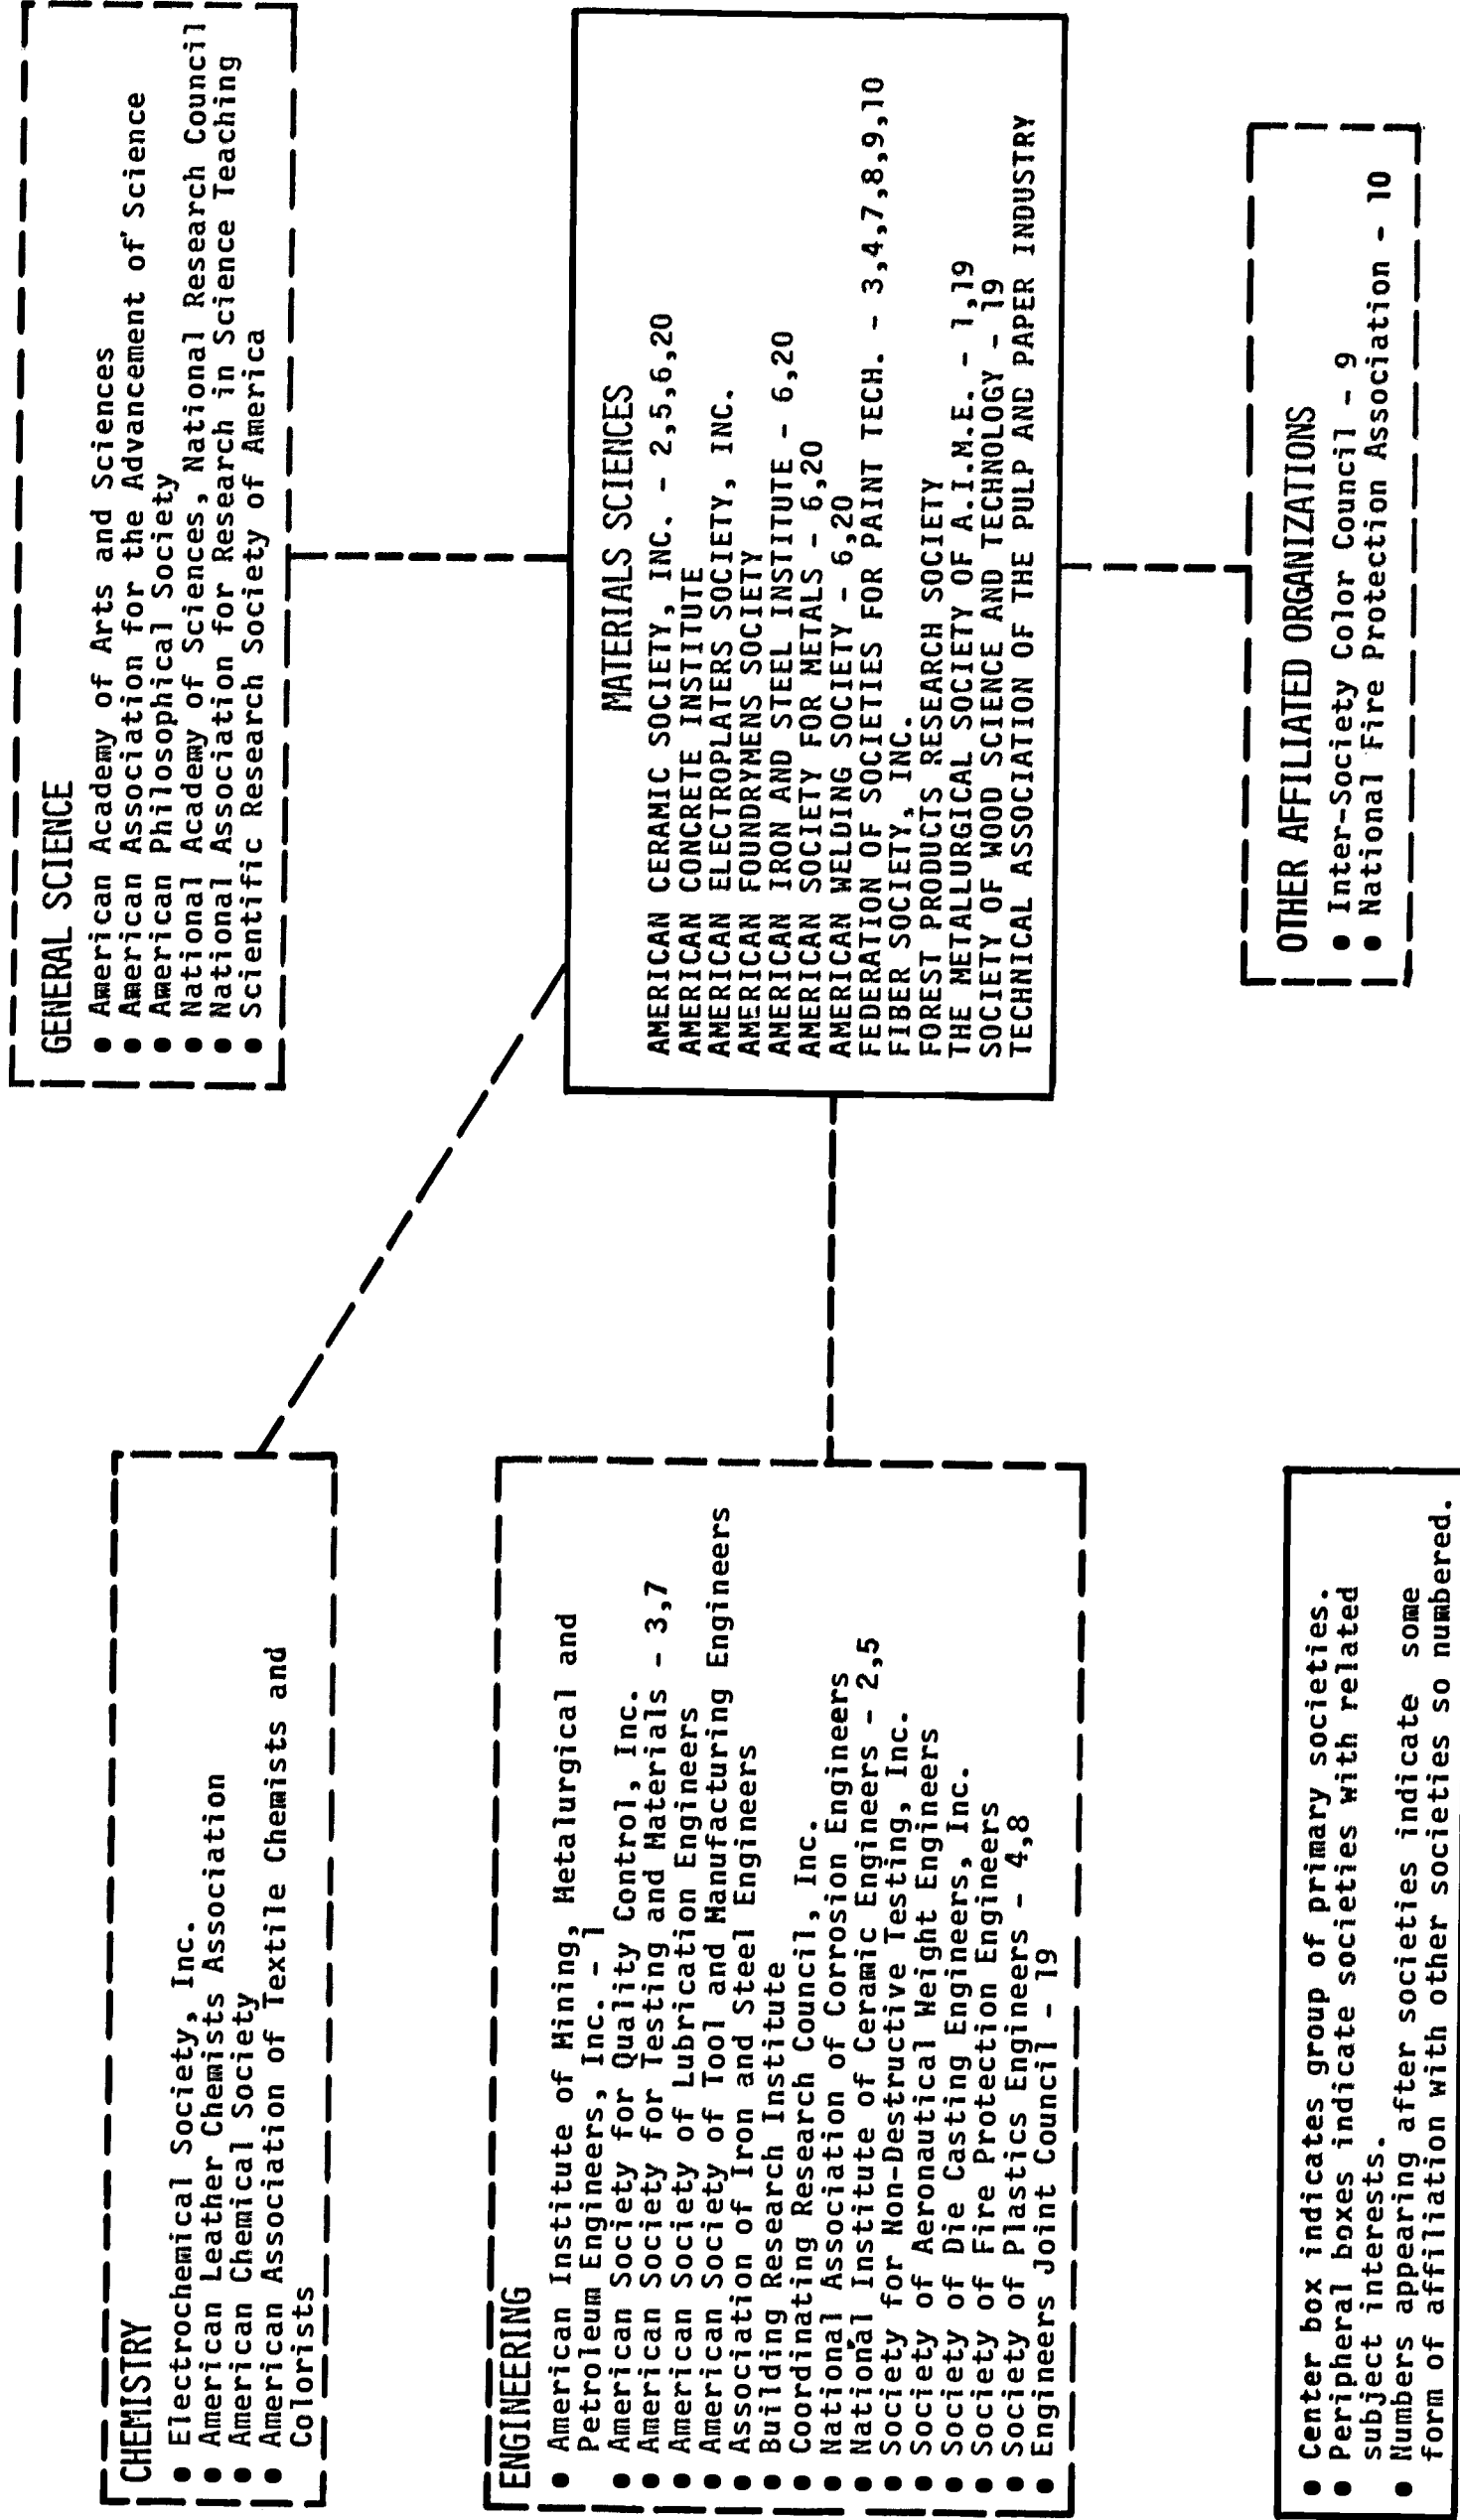 GENERAL SCIENCE
● American Academy of Arts and Sciences
● American Association for the Advancement of Science
● American Philosophical Society
● National Academy of Sciences, National Research Council
● National Association for Research in Science Teaching
● Scientific Research Society of America
CHEMISTRY
● Electrochemical Society, Inc.
● American Leather Chemists Association
● American Chemical Society
● American Association of Textile Chemists and
Colorists
MATERIALS SCIENCES
AMERICAN CERAMIC SOCIETY, INC. - 2,5,6,20
AMERICAN CONCRETE INSTITUTE
AMERICAN ELECTROPLATERS SOCIETY, INC.
AMERICAN FOUNDRYMENS SOCIETY
AMERICAN IRON AND STEEL INSTITUTE - 6,20
AMERICAN SOCIETY FOR METALS - 6,20
AMERICAN WELDING SOCIETY - 6,20
FEDERATION OF SOCIETIES FOR PAINT TECH. - 3,4,7,8,9,10
FIBER SOCIETY, INC.
FOREST PRODUCTS RESEARCH SOCIETY
THE METALLURGICAL SOCIETY OF A.I.M.E. - 1,19
SOCIETY OF WOOD SCIENCE AND TECHNOLOGY - 19
TECHNICAL ASSOCIATION OF THE PULP AND PAPER INDUSTRY
ENGINEERING
● American Institute of Mining, Metalurgical and
Petroleum Engineers, Inc. - 1
● American Society for Quality Control, Inc.
● American Society for Testing and Materials - 3,7
● American Society of Lubrication Engineers
● American Society of Tool and Manufacturing Engineers
● Association of Iron and Steel Engineers
● Building Research Institute
● Coordinating Research Council, Inc.
● National Association of Corrosion Engineers
● National Institute of Ceramic Engineers - 2,5
● Society for Non-Destructive Testing, Inc.
● Society of Aeronautical Weight Engineers
● Society of Die Casting Engineers, Inc.
● Society of Fire Protection Engineers
● Society of Plastics Engineers - 4,8
● Engineers Joint Council - 19
OTHER AFFILIATED ORGANIZATIONS
● Inter-Society Color Council - 9
● National Fire Protection Association - 10
● Center box indicates group of primary societies.
● Peripheral boxes indicate societies with related
subject interests.
● Numbers appearing after societies indicate some
form of affiliation with other societies so numbered.